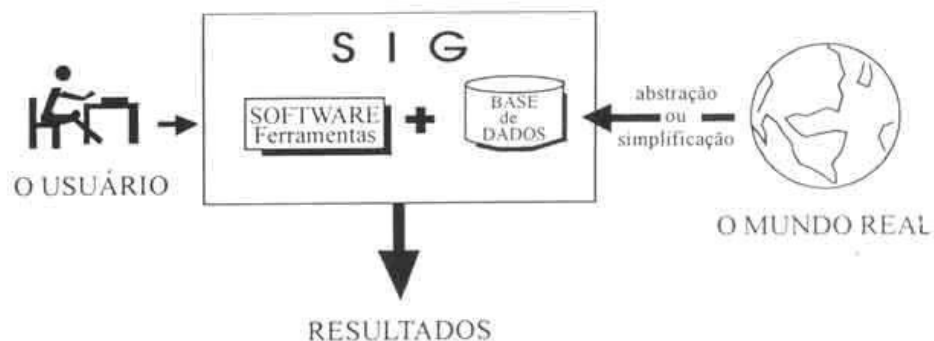 S I G
SOFTWARE
Ferramentas
+
BASE
de
DADOS
abstração
ou
simplificação
O USUÁRIO
O MUNDO REAL
RESULTADOS